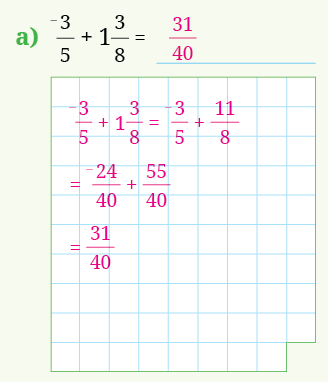 a) ⁻3/5 + 1 3/8 = 31/40
⁻3/5 + 1 3/8 = ⁻3/5 + 11/8
= ⁻24/40 + 55/40
= 31/40